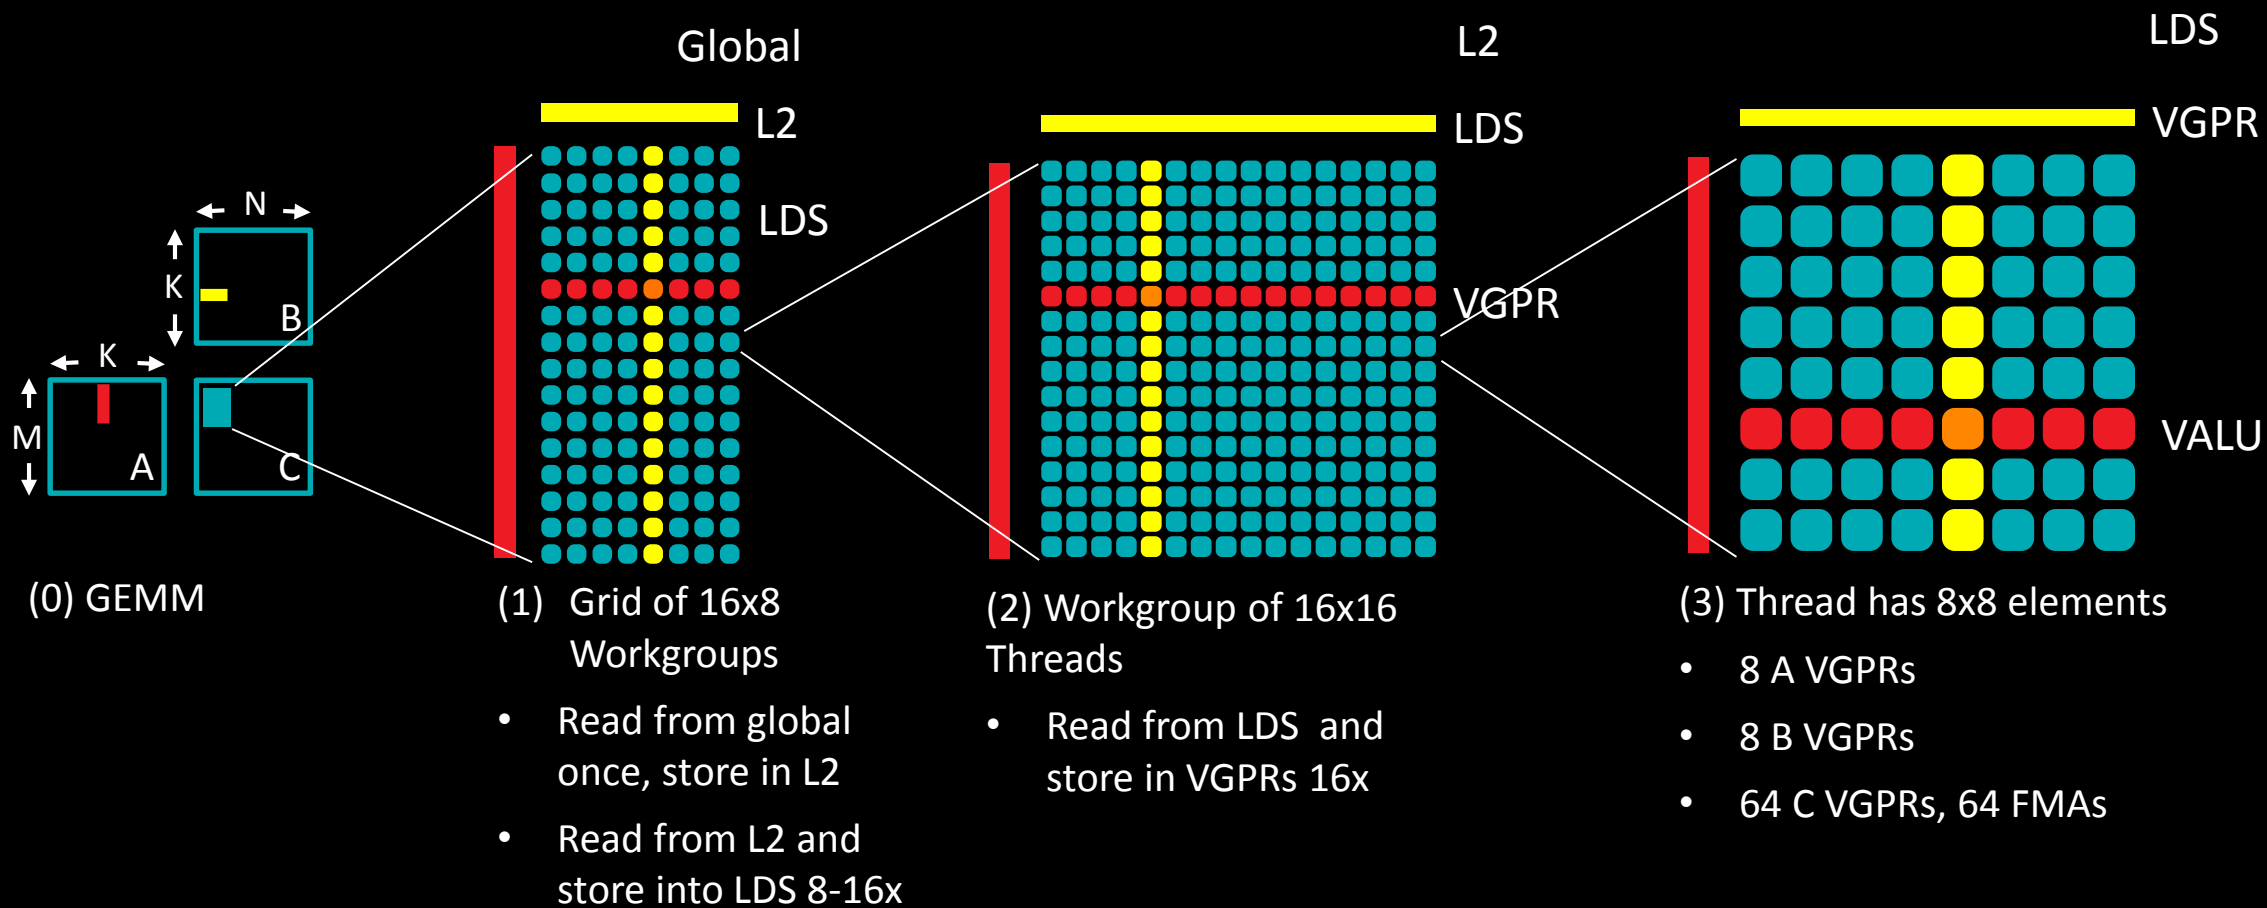 Global
L2
LDS
N
K
B
K
M
A
C
(0) GEMM
L2
LDS
VGPR
(1) Grid of 16x8
Workgroups
• Read from global
once, store in L2
• Read from L2 and
store into LDS 8-16x
LDS
VGPR
VALU
(2) Workgroup of 16x16
Threads
• Read from LDS and
store in VGPRs 16x
(3) Thread has 8x8 elements
• 8 A VGPRs
• 8 B VGPRs
• 64 C VGPRs, 64 FMAs